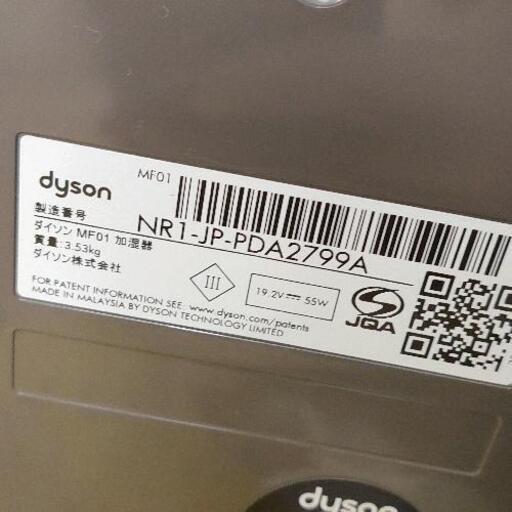 dyson
MF01
製造番号
NR1-JP-PDA2799A
ダイソン MF01 加湿器
質量: 3.53kg
ダイソン株式会社
III
19.2V⎓ 55W
JQA
FOR PATENT INFORMATION SEE: www.dyson.com/patents
MADE IN MALAYSIA BY DYSON TECHNOLOGY LIMITED
dyson